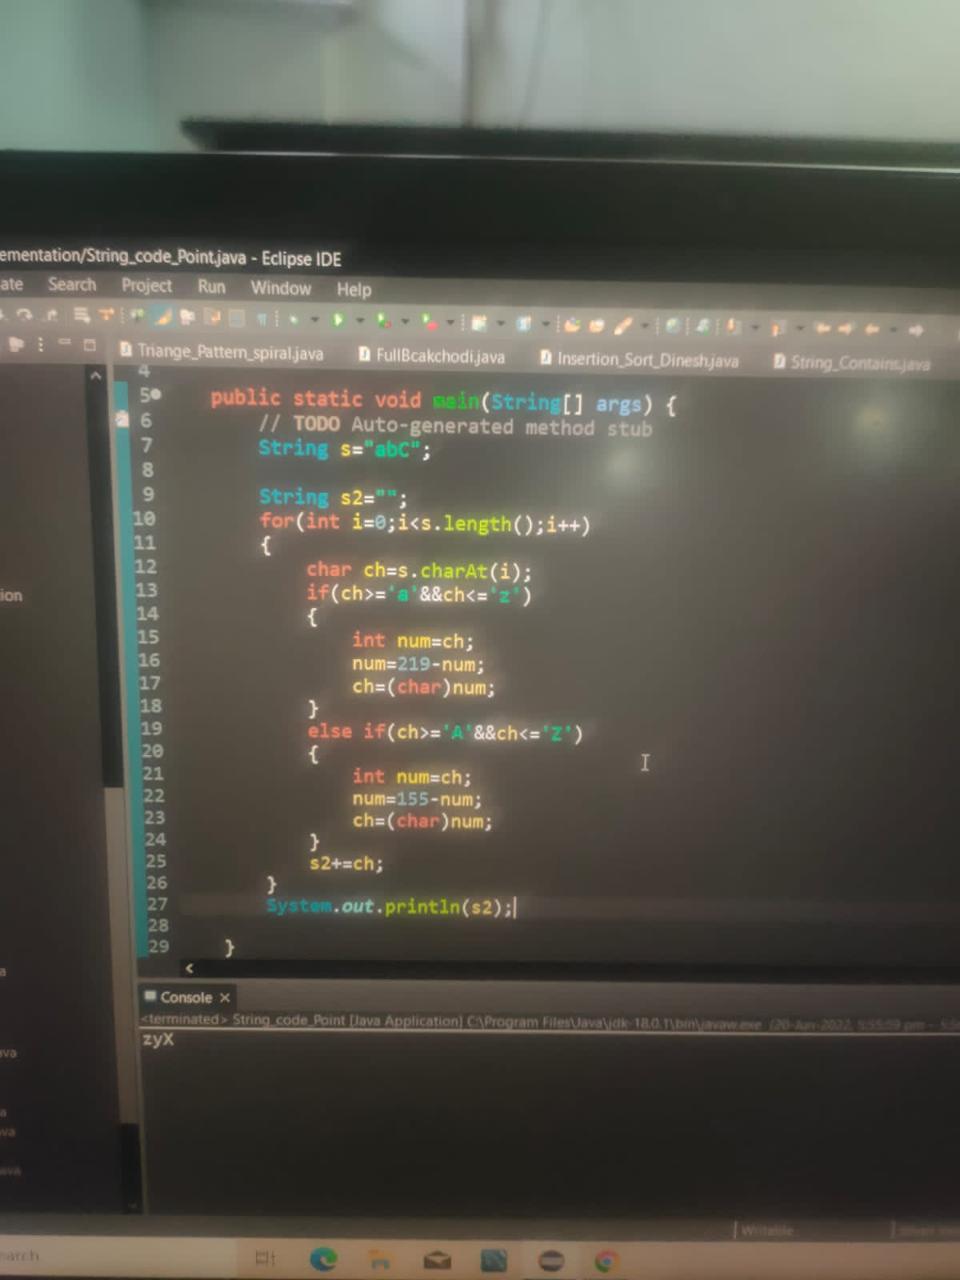 ementation/String_code_Point.java - Eclipse IDE
ate Search Project Run Window Help
Triange_Pattern_spiral.java FullBcakchodi.java Insertion_Sort_Dinesh.java String_Contains.java
4
5 public static void main(String[] args) {
6 // TODO Auto-generated method stub
7 String s="abC";
8
9 String s2="";
10 for(int i=0;i<s.length();i++)
11 {
12 char ch=s.charAt(i);
13 if(ch>='a'&&ch<='z')
14 {
15 int num=ch;
16 num=219-num;
17 ch=(char)num;
18 }
19 else if(ch>='A'&&ch<='Z')
20 {
21 int num=ch;
22 num=155-num;
23 ch=(char)num;
24 }
25 s2+=ch;
26 }
27 System.out.println(s2);
28
29 }
ion
a
va
a
va
ava
Console ×
<terminated> String_code_Point [Java Application] C:\Program Files\Java\jdk-18.0.1\bin\javaw.exe (20-Jun-2022, 5:55:59 pm –
zyX
Writable
earch